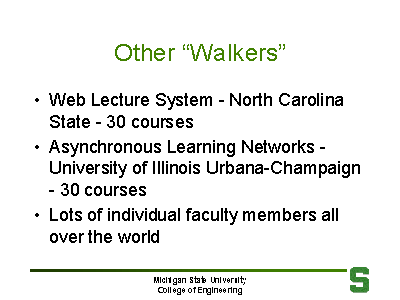 Other “Walkers”
• Web Lecture System - North Carolina
State - 30 courses
• Asynchronous Learning Networks -
University of Illinois Urbana-Champaign
- 30 courses
• Lots of individual faculty members all
over the world
Michigan State University
College of Engineering
S